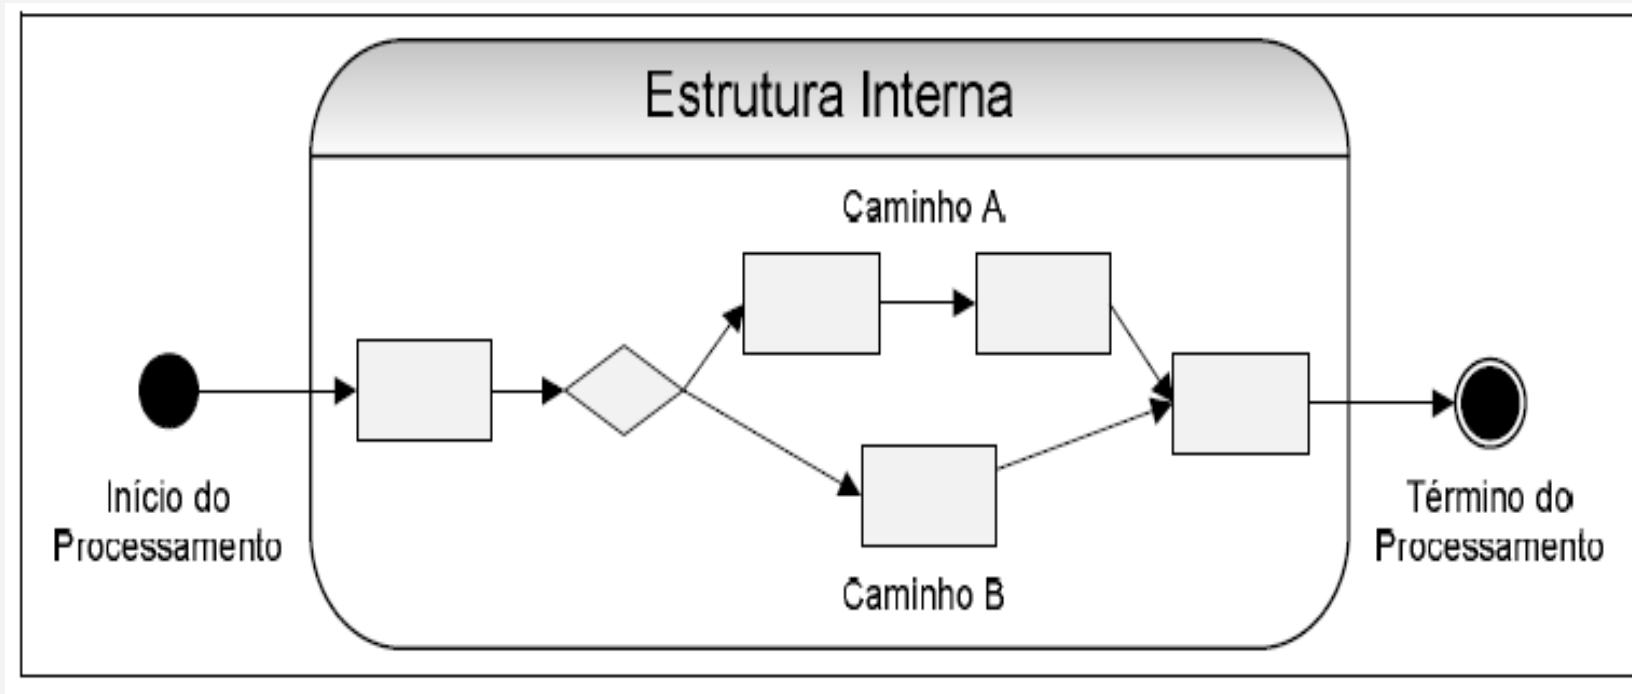 Estrutura Interna
Caminho A
Início do
Processamento
Término do
Processamento
Caminho B